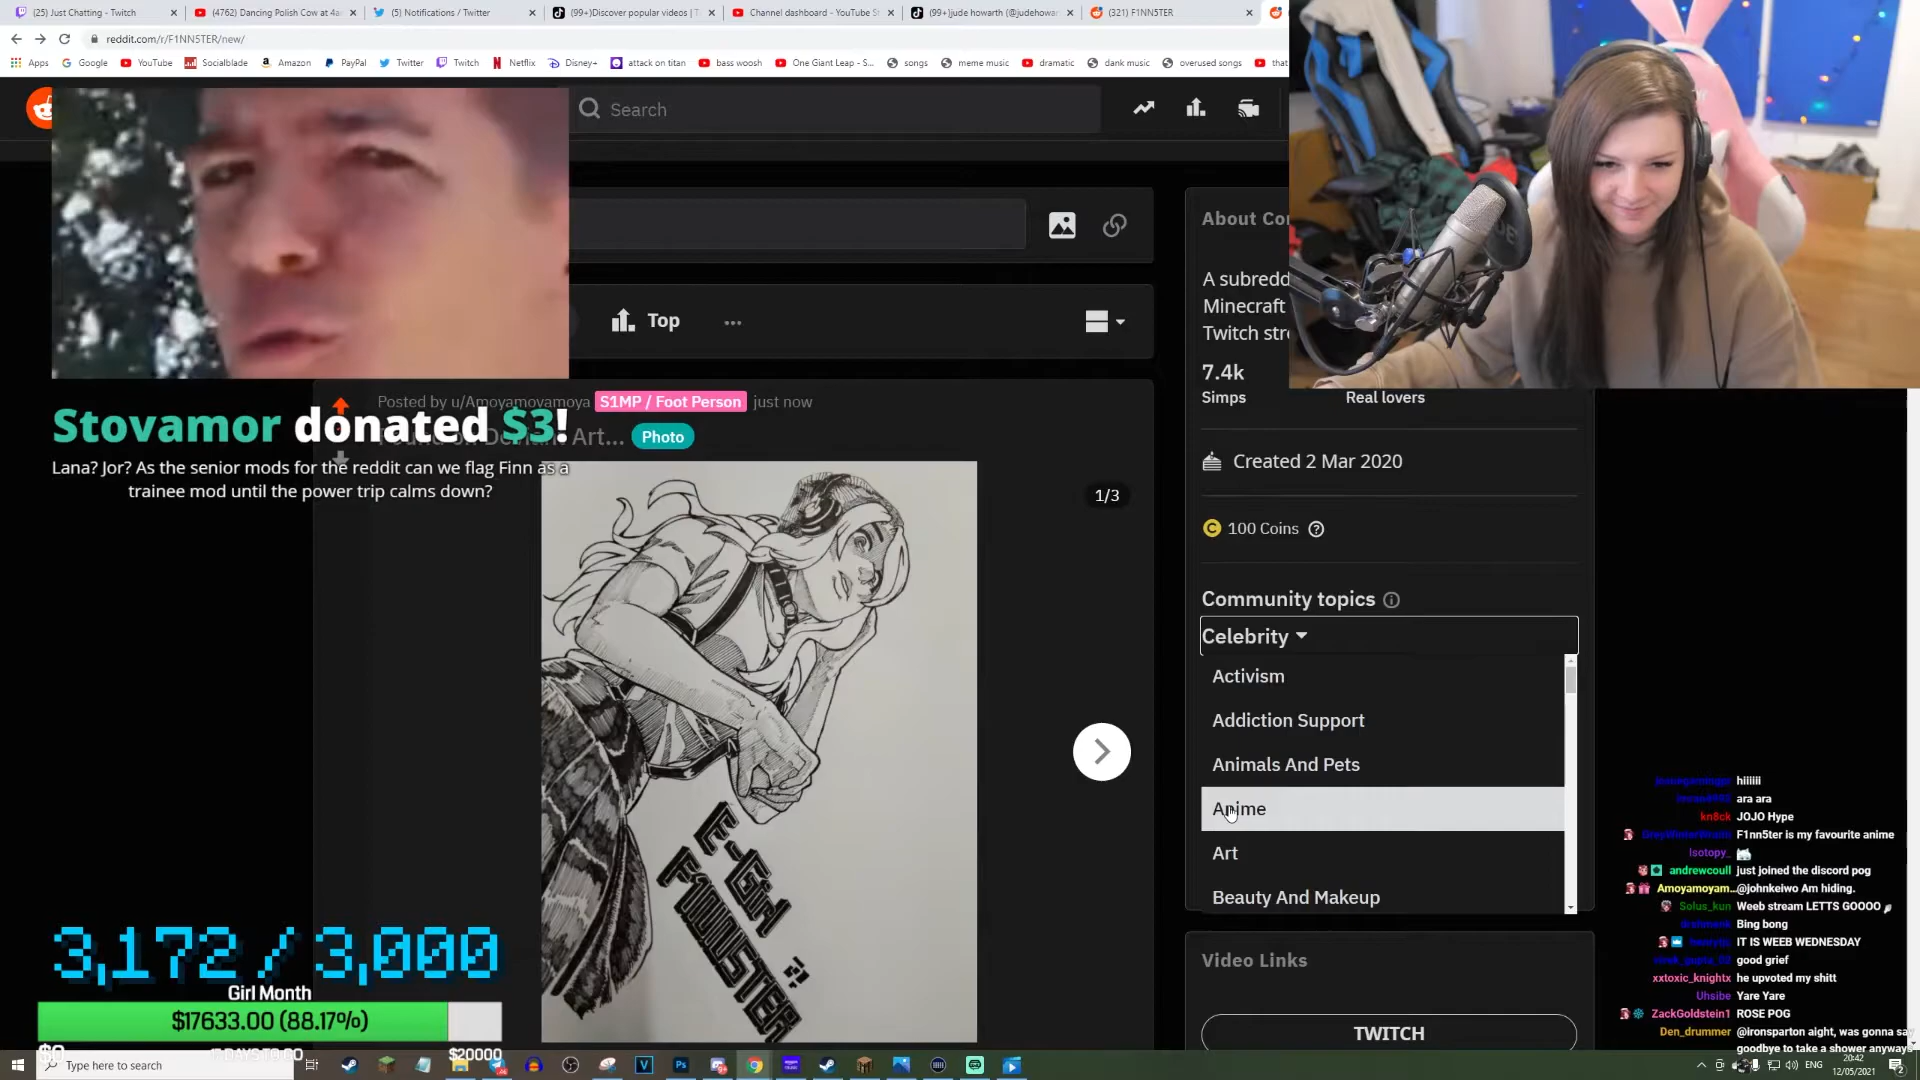 (25) Just Chatting - Twitch
(4762) Dancing Polish Cow at 4a
(5) Notifications / Twitter
(99+)Discover popular videos | T
Channel dashboard - YouTube S
(99+)jude howarth (@judehowar
(321) F1NN5TER
reddit.com/r/F1NN5TER/new/
Apps
Google
YouTube
Socialblade
Amazon
PayPal
Twitter
Twitch
Netflix
Disney+
attack on titan
bass woosh
One Giant Leap - S...
songs
meme music
dramatic
dank music
overused songs
Search
Top
Posted by u/Amoyamovamoya S1MP / Foot Person just now
Art... Photo
Stovamor donated $3!
Lana? Jor? As the senior mods for the reddit can we flag Finn as a
trainee mod until the power trip calms down?
1/3
E-Girl
About Co
A subredd
Minecraft
Twitch stre
7.4k
Simps
Real lovers
Created 2 Mar 2020
100 Coins
Community topics
Celebrity
Activism
Addiction Support
Animals And Pets
Anime
Art
Beauty And Makeup
Video Links
TWITCH
3,172 / 3,000
Girl Month
$17633.00 (88.17%)
$0
$20000
hiiiiii
ara ara
kn8ck JOJO Hype
F1nn5ter is my favourite anime
Isotopy_
andrewcoull just joined the discord pog
Amoyamoyam... @johnkeiwo Am hiding.
Solus_kun Weeb stream LETTS GOOOO
Bing bong
IT IS WEEB WEDNESDAY
good grief
xxtoxic_knightx he upvoted my shitt
Uhsibe Yare Yare
ZackGoldstein1 ROSE POG
Den_drummer @ironsparton aight, was gonna say
goodbye to take a shower anyways
Type here to search
ENG
20:42
12/05/2021